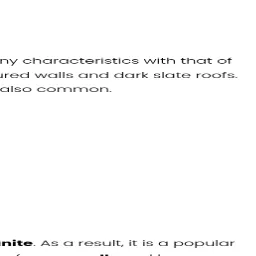 ny characteristics with that of
ured walls and dark slate roofs.
also common.
nite. As a result, it is a popular